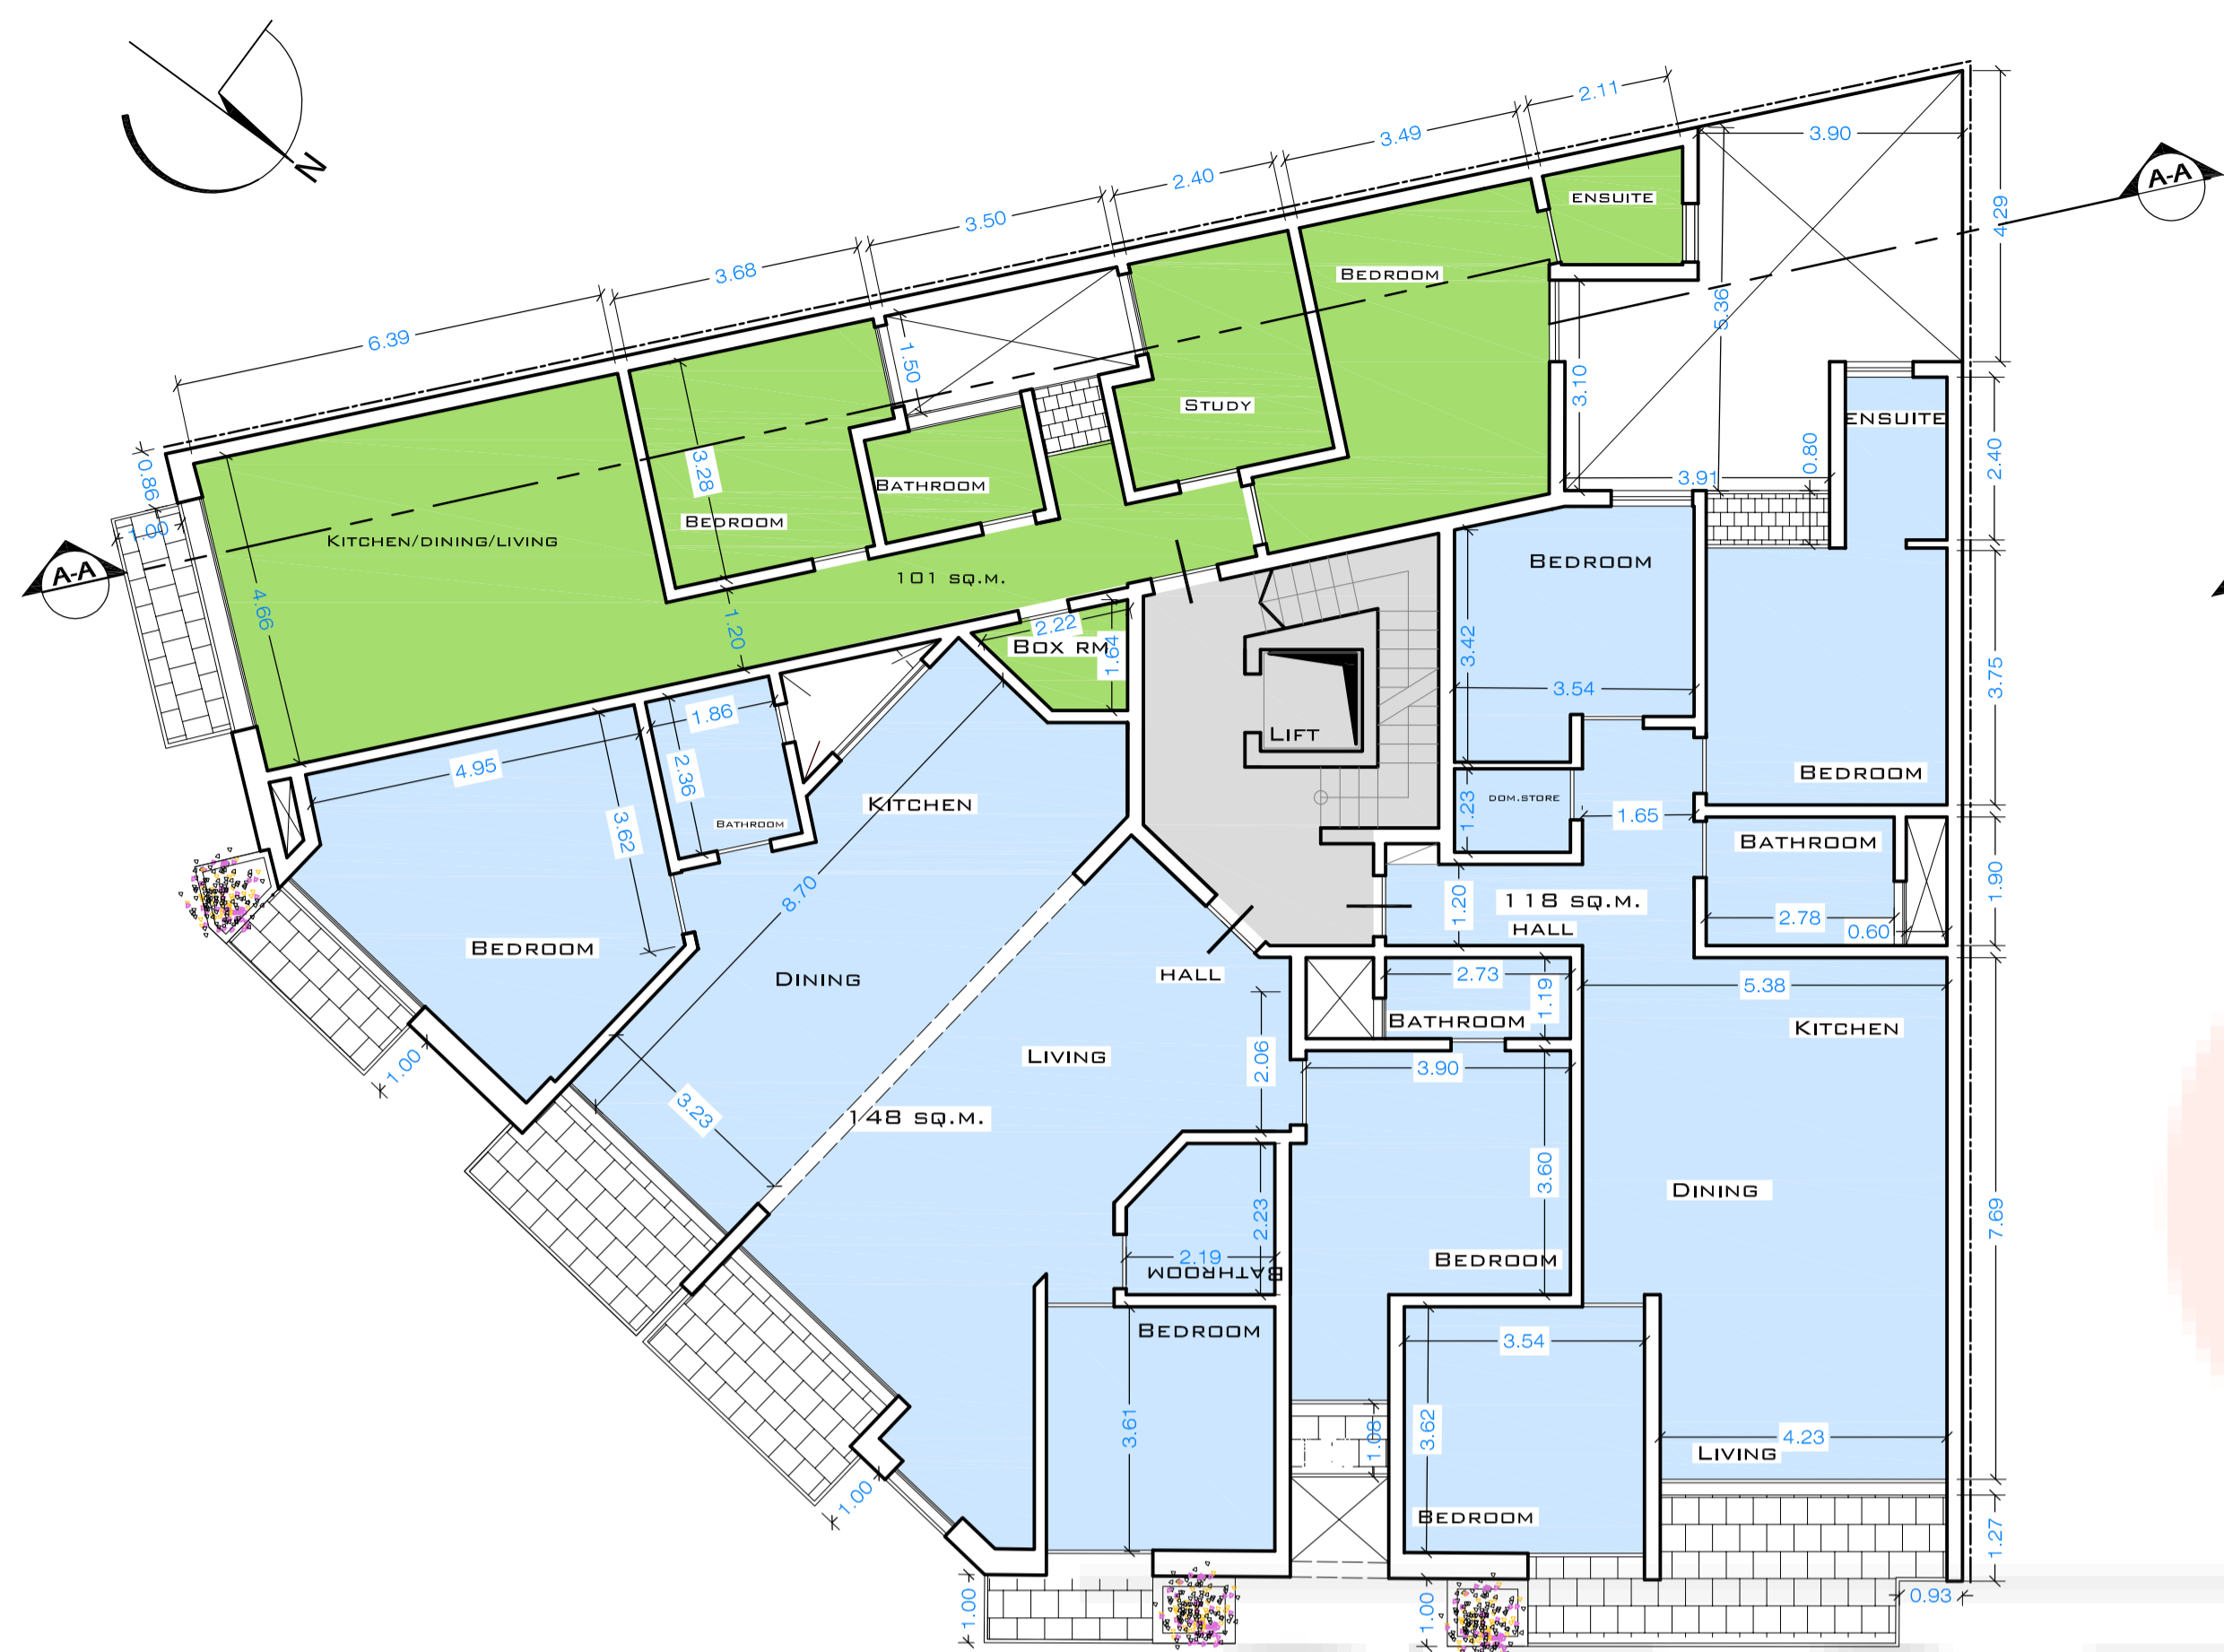 N
2.11
3.90
A-A
3.49
2.40
ENSUITE
4.29
3.50
BEDROOM
3.68
5.36
6.39
1.50
3.10
STUDY
ENSUITE
2.40
0.86
3.28
BATHROOM
3.91
0.80
1.00
BEDROOM
KITCHEN/DINING/LIVING
A-A
101 SQ.M.
BEDROOM
4.66
1.20
2.22
BOX RM
1.64
3.42
3.54
3.75
1.86
LIFT
4.95
2.36
BEDROOM
KITCHEN
DOM.STORE
1.23
1.65
BATHROOM
3.62
BATHROOM
8.70
1.90
118 SQ.M.
1.20
2.78
HALL
0.60
BEDROOM
DINING
HALL
2.73
1.19
5.38
BATHROOM
KITCHEN
LIVING
2.06
1.00
3.90
3.23
148 SQ.M.
3.60
DINING
2.23
7.69
2.19
BATHROOM
BEDROOM
BEDROOM
3.54
3.61
1.08
3.62
4.23
LIVING
1.00
BEDROOM
1.27
1.00
1.00
0.93